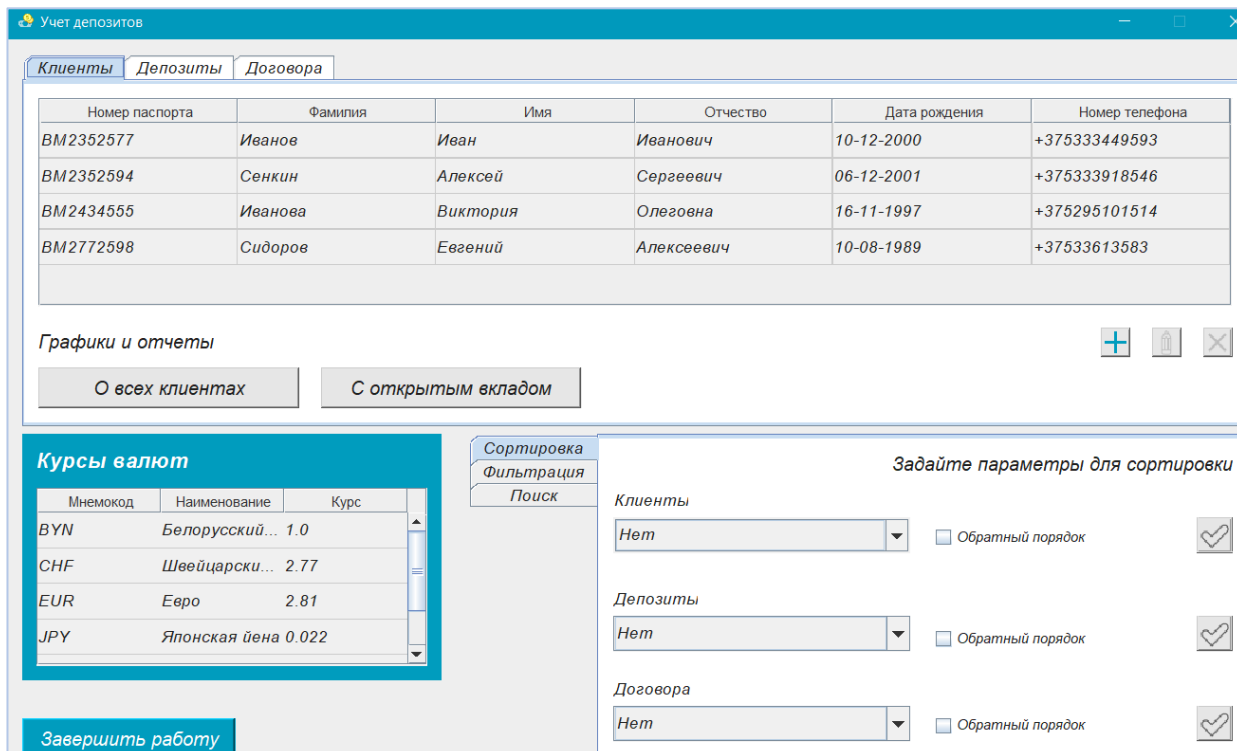 Учет депозитов
Клиенты Депозиты Договора
Номер паспорта Фамилия Имя Отчество Дата рождения Номер телефона
BM2352577 Иванов Иван Иванович 10-12-2000 +375333449593
BM2352594 Сенкин Алексей Сергеевич 06-12-2001 +375333918546
BM2434555 Иванова Виктория Олеговна 16-11-1997 +375295101514
BM2772598 Сидоров Евгений Алексеевич 10-08-1989 +37533613583
Графики и отчеты
О всех клиентах С открытым вкладом
Курсы валют
Мнемокод Наименование Курс
BYN Белорусский... 1.0
CHF Швейцарски... 2.77
EUR Евро 2.81
JPY Японская йена 0.022
Завершить работу
Сортировка
Фильтрация
Поиск
Задайте параметры для сортировки
Клиенты
Нет Обратный порядок
Депозиты
Нет Обратный порядок
Договора
Нет Обратный порядок